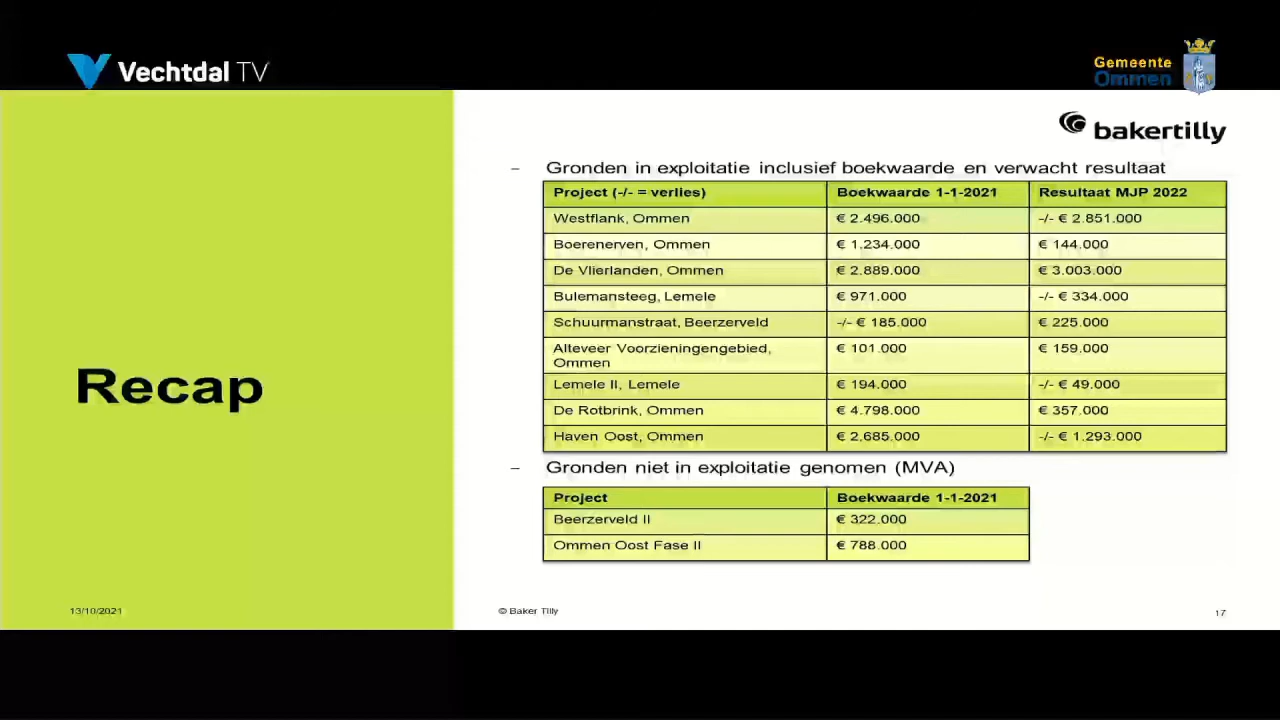 Vechtdal TV
Gemeente
Ommen
bakertilly
Recap
– Gronden in exploitatie inclusief boekwaarde en verwacht resultaat
Project (-/- = verlies) Boekwaarde 1-1-2021 Resultaat MJP 2022
Westflank, Ommen € 2.496.000 -/- € 2.851.000
Boerenerven, Ommen € 1.234.000 € 144.000
De Vlierlanden, Ommen € 2.889.000 € 3.003.000
Bulemansteeg, Lemele € 971.000 -/- € 334.000
Schuurmanstraat, Beerzerveld -/- € 185.000 € 225.000
Alteveer Voorzieningengebied, € 101.000 € 159.000
Ommen
Lemele II, Lemele € 194.000 -/- € 49.000
De Rotbrink, Ommen € 4.798.000 € 357.000
Haven Oost, Ommen € 2.685.000 -/- € 1.293.000
– Gronden niet in exploitatie genomen (MVA)
Project Boekwaarde 1-1-2021
Beerzerveld II € 322.000
Ommen Oost Fase II € 788.000
13/10/2021 © Baker Tilly 17